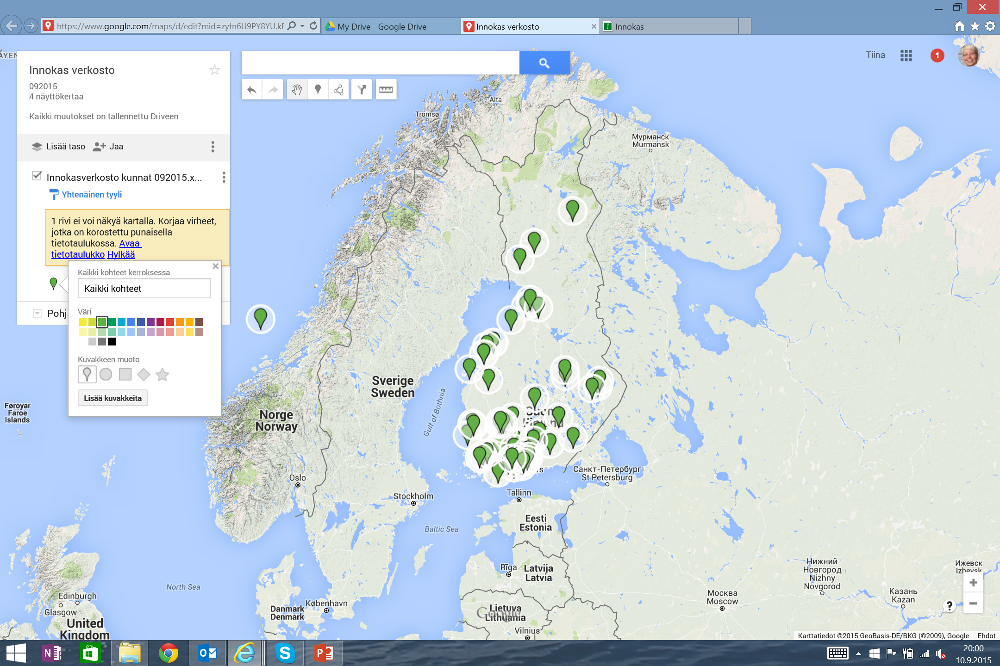 https://www.google.com/maps/d/edit?mid=zyfn6U9PY8YU.kF
My Drive - Google Drive
Innokas verkosto
Innokas
Innokas verkosto
092015
4 näyttökertaa
Kaikki muutokset on tallennettu Driveen
Lisää taso
Jaa
Innokasverkosto kunnat 092015.x...
Yhtenäinen tyyli
1 rivi ei voi näkyä kartalla. Korjaa virheet,
jotka on korostettu punaisella
tietotaulukossa. Avaa
tietotaulukko Hylkää
Kaikki kohteet kerroksessa
Kaikki kohteet
Väri
Pohj
Kuvakkeen muoto
Lisää kuvakkeita
Tiina
1
Alta
Tromsø
Мурманск
Murmansk
Sverige
Sweden
Gulf of Bothnia
Norge
Norway
Suomi
Finland
Føroyar
Faroe
Islands
Oslo
Stockholm
Санкт-Петербург
St Petersburg
Tallinn
Eesti
Estonia
Baltic Sea
Rīga
Latvija
Latvia
North Sea
Edinburgh
Glasgow
United
Kingdom
Danmark
Denmark
København
Lietuva
Lithuania
Google
Vilnius
Москва
Moscow
Нижний
Новгород
Nizhny
Novgorod
Казань
Kazan
Ижевск
Izhevsk
Karttatiedot ©2015 GeoBasis-DE/BKG (©2009), Google
Ehdot
20:00
10.9.2015